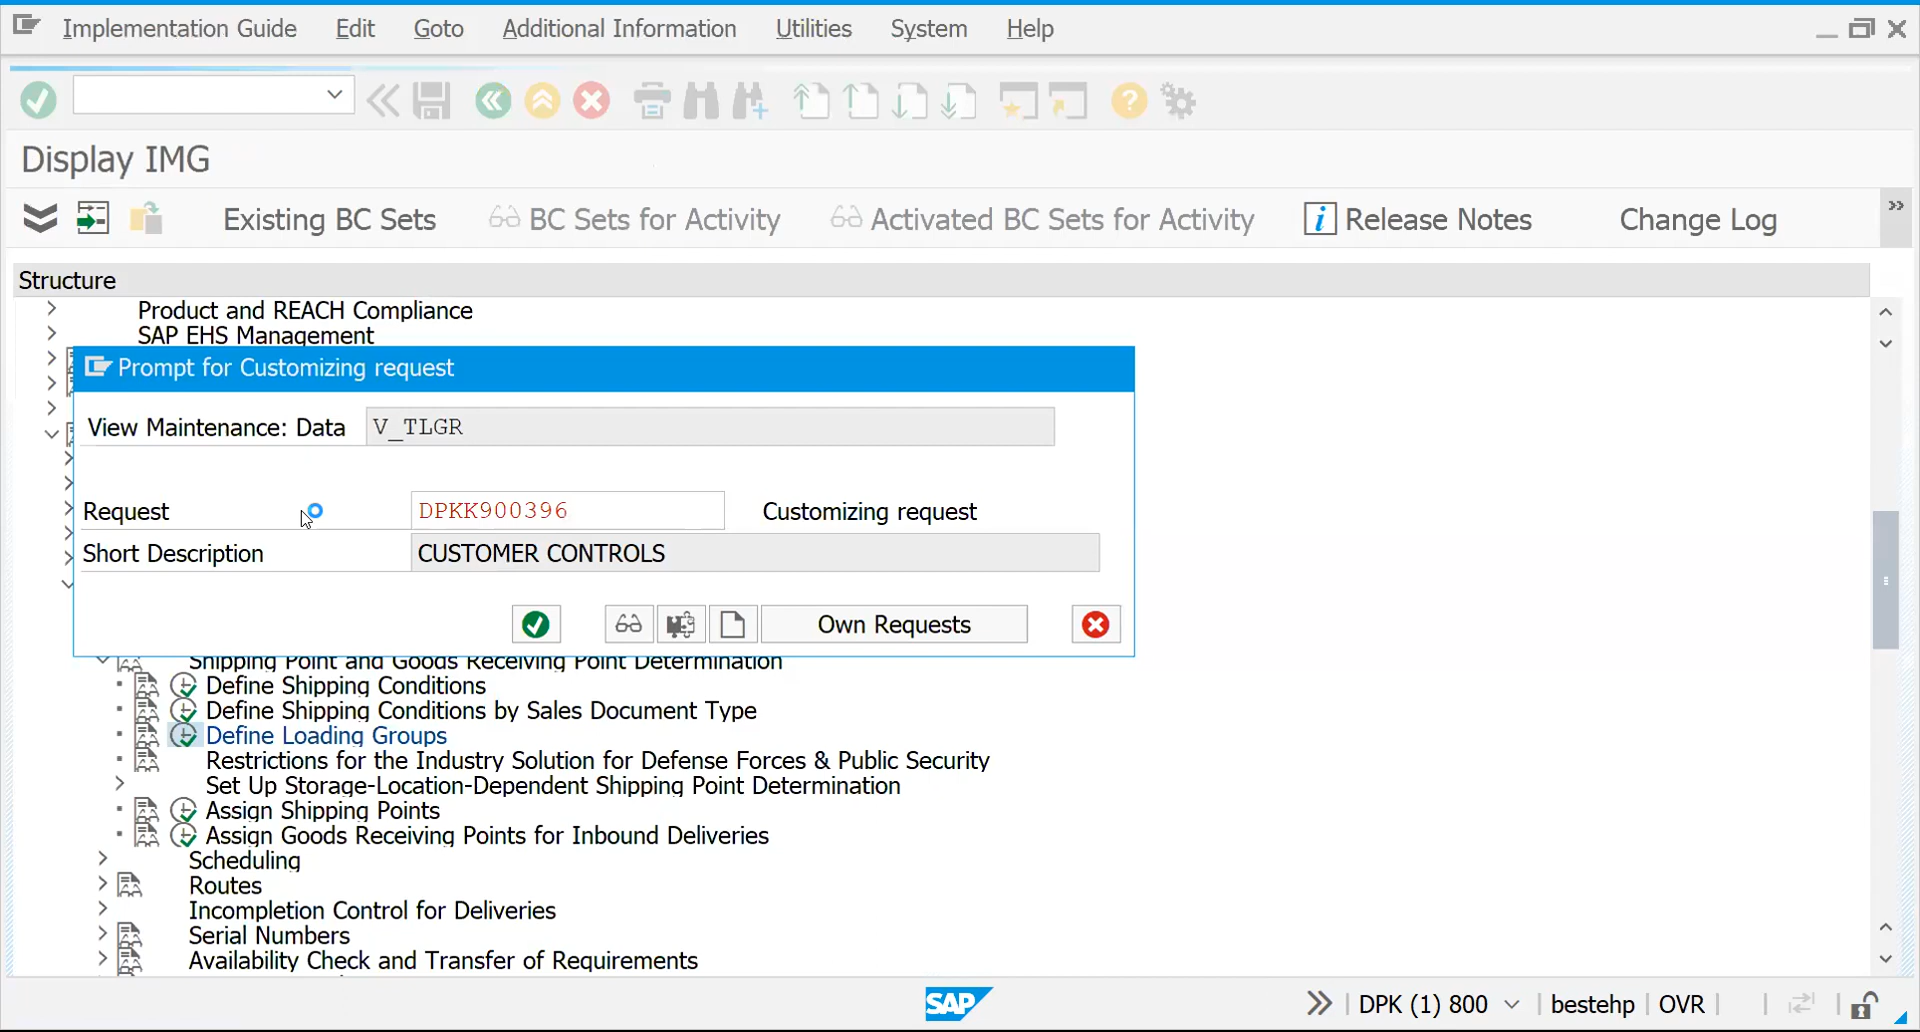 Implementation Guide Edit Goto Additional Information Utilities System Help
Display IMG
Existing BC Sets BC Sets for Activity Activated BC Sets for Activity Release Notes Change Log
Structure
Product and REACH Compliance
SAP EHS Management
Prompt for Customizing request
View Maintenance: Data V_TLGR
Request DPKK900396 Customizing request
Short Description CUSTOMER CONTROLS
Own Requests
Shipping Point and Goods Receiving Point Determination
Define Shipping Conditions
Define Shipping Conditions by Sales Document Type
Define Loading Groups
Restrictions for the Industry Solution for Defense Forces & Public Security
Set Up Storage-Location-Dependent Shipping Point Determination
Assign Shipping Points
Assign Goods Receiving Points for Inbound Deliveries
Scheduling
Routes
Incompletion Control for Deliveries
Serial Numbers
Availability Check and Transfer of Requirements
SAP DPK (1) 800 bestehp OVR